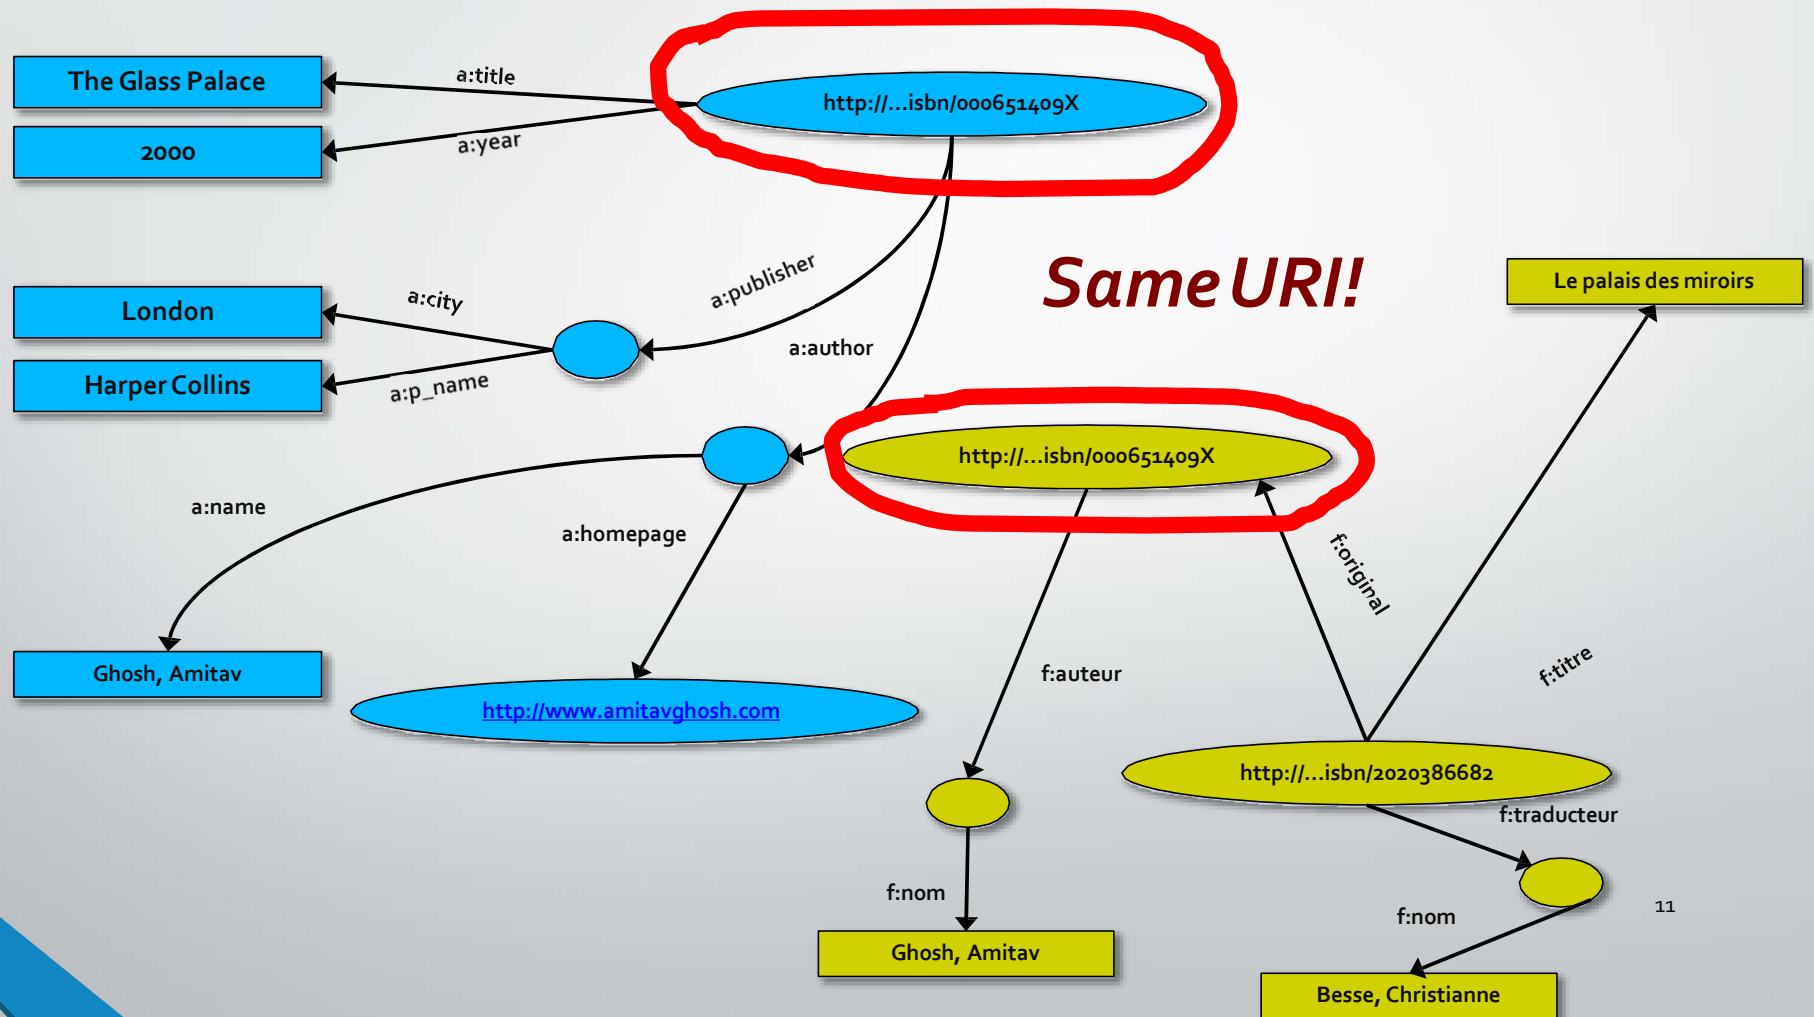 The Glass Palace
a:title
http://...isbn/000651409X
2000
a:year
a:publisher
Same URI!
Le palais des miroirs
London
a:city
a:author
Harper Collins
a:p_name
http://...isbn/000651409X
a:name
a:homepage
f:original
Ghosh, Amitav
http://www.amitavghosh.com
f:auteur
f:titre
http://...isbn/2020386682
f:traducteur
f:nom
f:nom
11
Ghosh, Amitav
Besse, Christianne